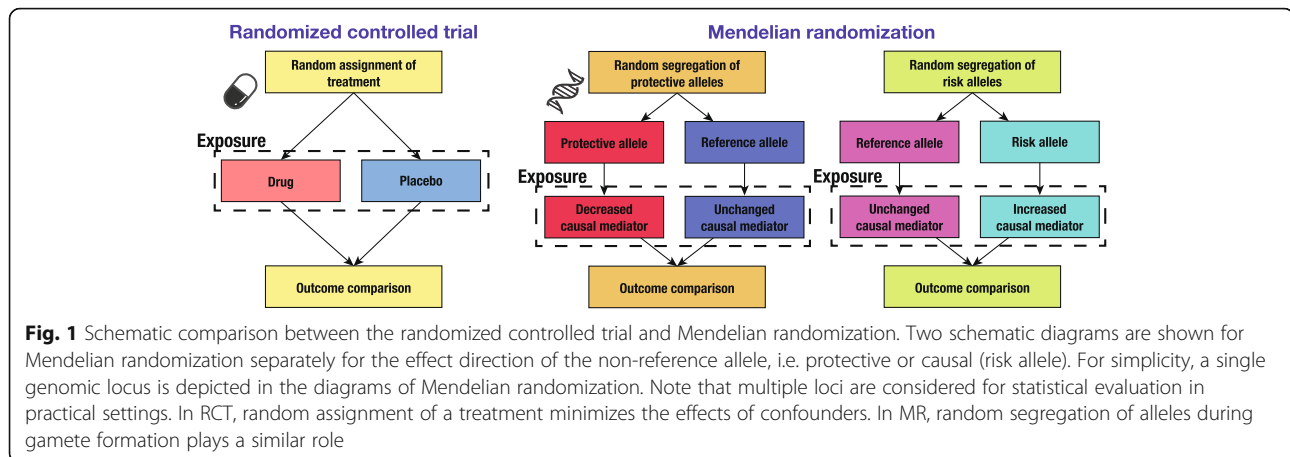 Randomized controlled trial
Mendelian randomization
Random assignment of
treatment
Exposure
Drug
Placebo
Outcome comparison
Random segregation of
protective alleles
Protective allele
Reference allele
Exposure
Decreased
causal mediator
Unchanged
causal mediator
Outcome comparison
Random segregation of
risk alleles
Reference allele
Risk allele
Exposure
Unchanged
causal mediator
Increased
causal mediator
Outcome comparison
Fig. 1 Schematic comparison between the randomized controlled trial and Mendelian randomization. Two schematic diagrams are shown for
Mendelian randomization separately for the effect direction of the non-reference allele, i.e. protective or causal (risk allele). For simplicity, a single
genomic locus is depicted in the diagrams of Mendelian randomization. Note that multiple loci are considered for statistical evaluation in
practical settings. In RCT, random assignment of a treatment minimizes the effects of confounders. In MR, random segregation of alleles during
gamete formation plays a similar role